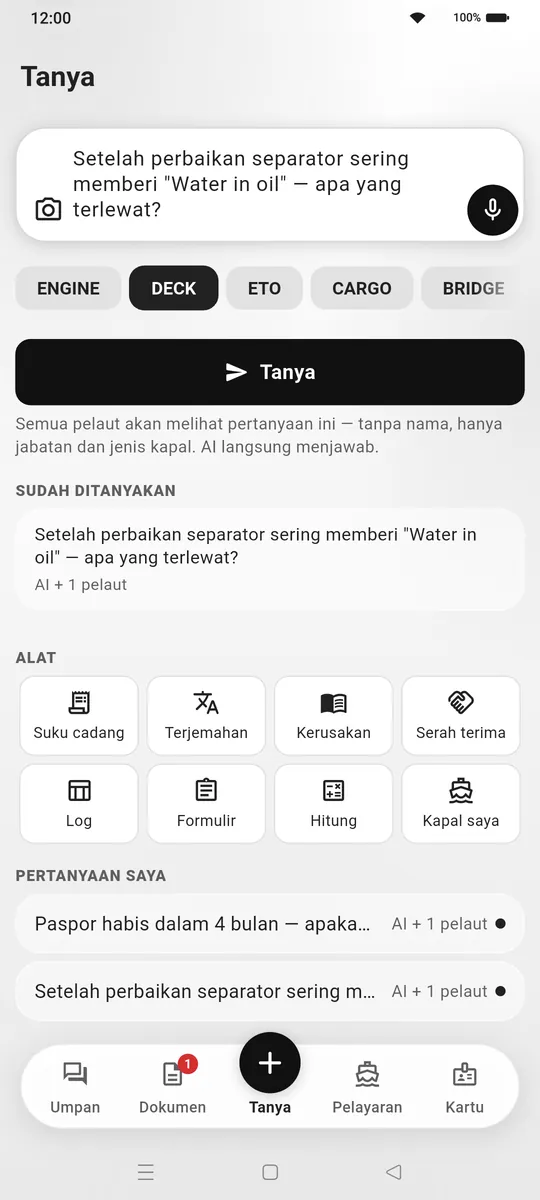 12:00
100%
Tanya
Setelah perbaikan separator sering
memberi "Water in oil" — apa yang
terlewat?
ENGINE
DECK
ETO
CARGO
BRIDGE
Tanya
Semua pelaut akan melihat pertanyaan ini — tanpa nama, hanya
jabatan dan jenis kapal. AI langsung menjawab.
SUDAH DITANYAKAN
Setelah perbaikan separator sering memberi "Water in
oil" — apa yang terlewat?
AI + 1 pelaut
ALAT
Suku cadang
Terjemahan
Kerusakan
Serah terima
Log
Formulir
Hitung
Kapal saya
PERTANYAAN SAYA
Paspor habis dalam 4 bulan — apaka...
AI + 1 pelaut
Setelah perbaikan separator sering m...
AI + 1 pelaut
Umpan
1
Dokumen
Tanya
Pelayaran
Kartu